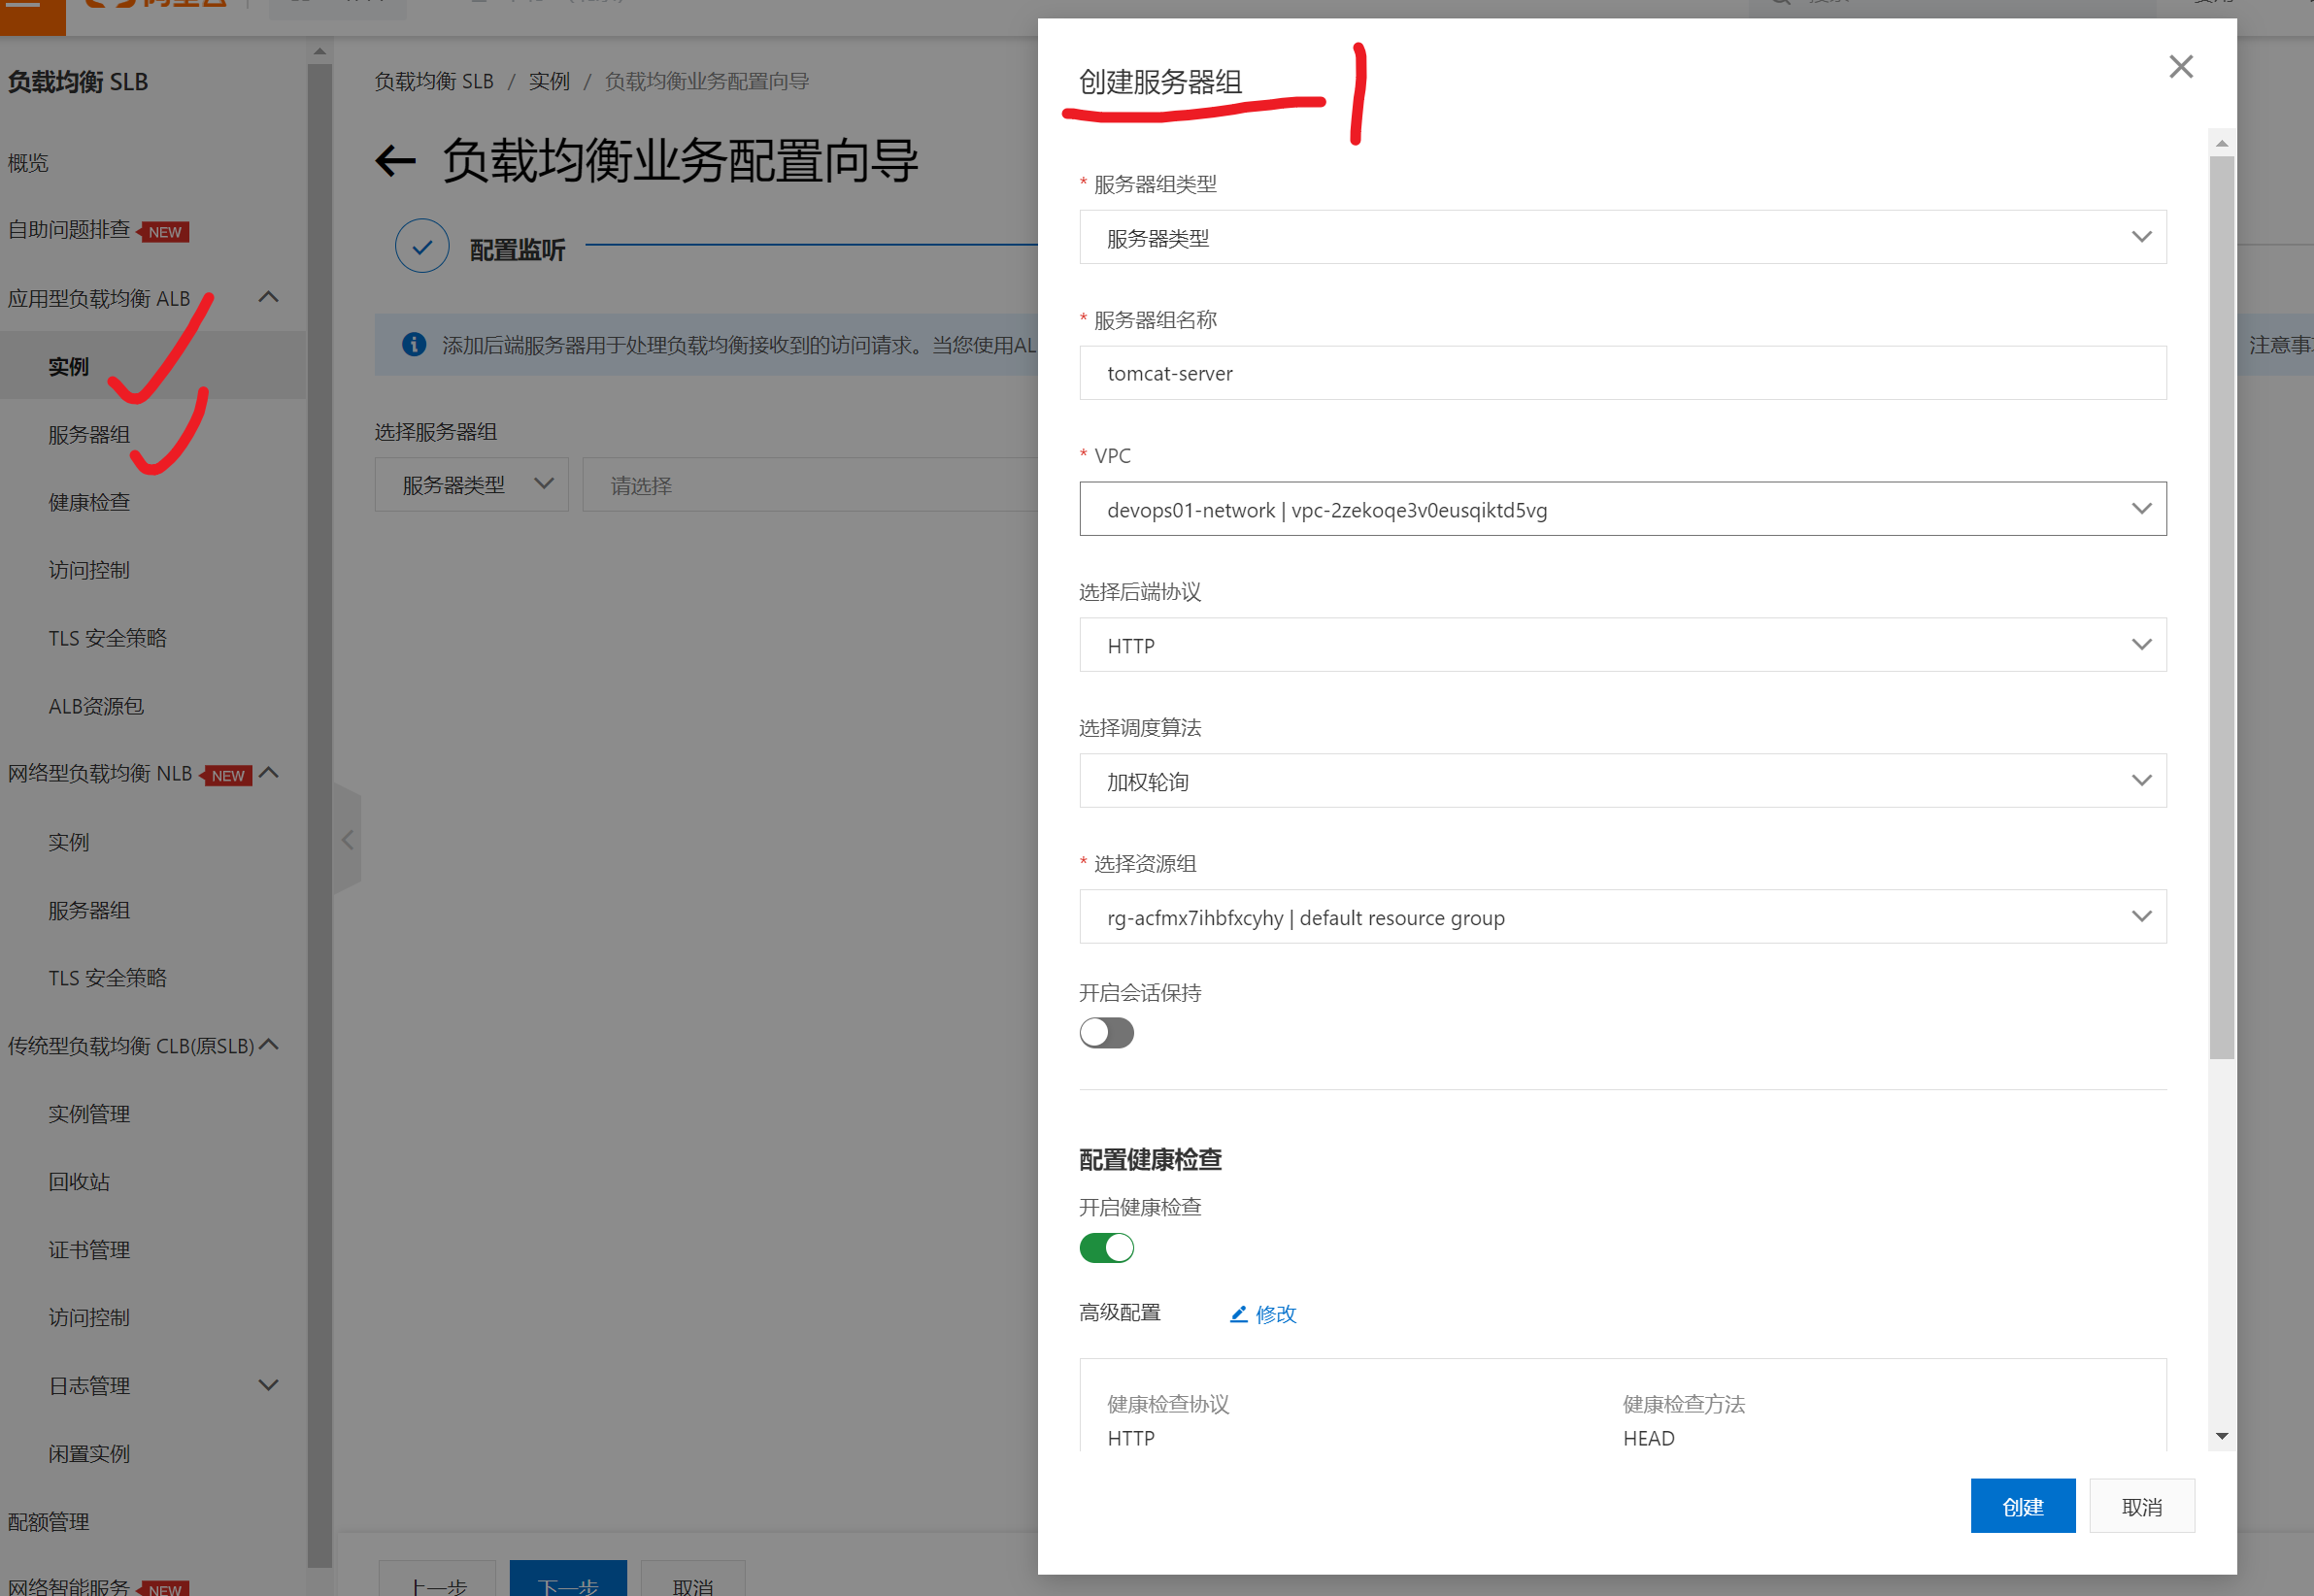 负载均衡 SLB
概览
自助问题排查 NEW
应用型负载均衡 ALB
实例
服务器组
健康检查
访问控制
TLS 安全策略
ALB资源包
网络型负载均衡 NLB NEW
实例
服务器组
TLS 安全策略
传统型负载均衡 CLB(原SLB)
实例管理
回收站
证书管理
访问控制
日志管理
闲置实例
配额管理
网络智能服务 NEW
负载均衡 SLB / 实例 / 负载均衡业务配置向导
负载均衡业务配置向导
配置监听
添加后端服务器用于处理负载均衡接收到的访问请求。当您使用AL
注意事
选择服务器组
服务器类型
请选择
上一步
下一步
取消
创建服务器组
* 服务器组类型
服务器类型
* 服务器组名称
tomcat-server
* VPC
devops01-network | vpc-2zekoqe3v0eusqiktd5vg
选择后端协议
HTTP
选择调度算法
加权轮询
* 选择资源组
rg-acfmx7ihbfxcyhy | default resource group
开启会话保持
配置健康检查
开启健康检查
高级配置 修改
健康检查协议 健康检查方法
HTTP HEAD
创建 取消